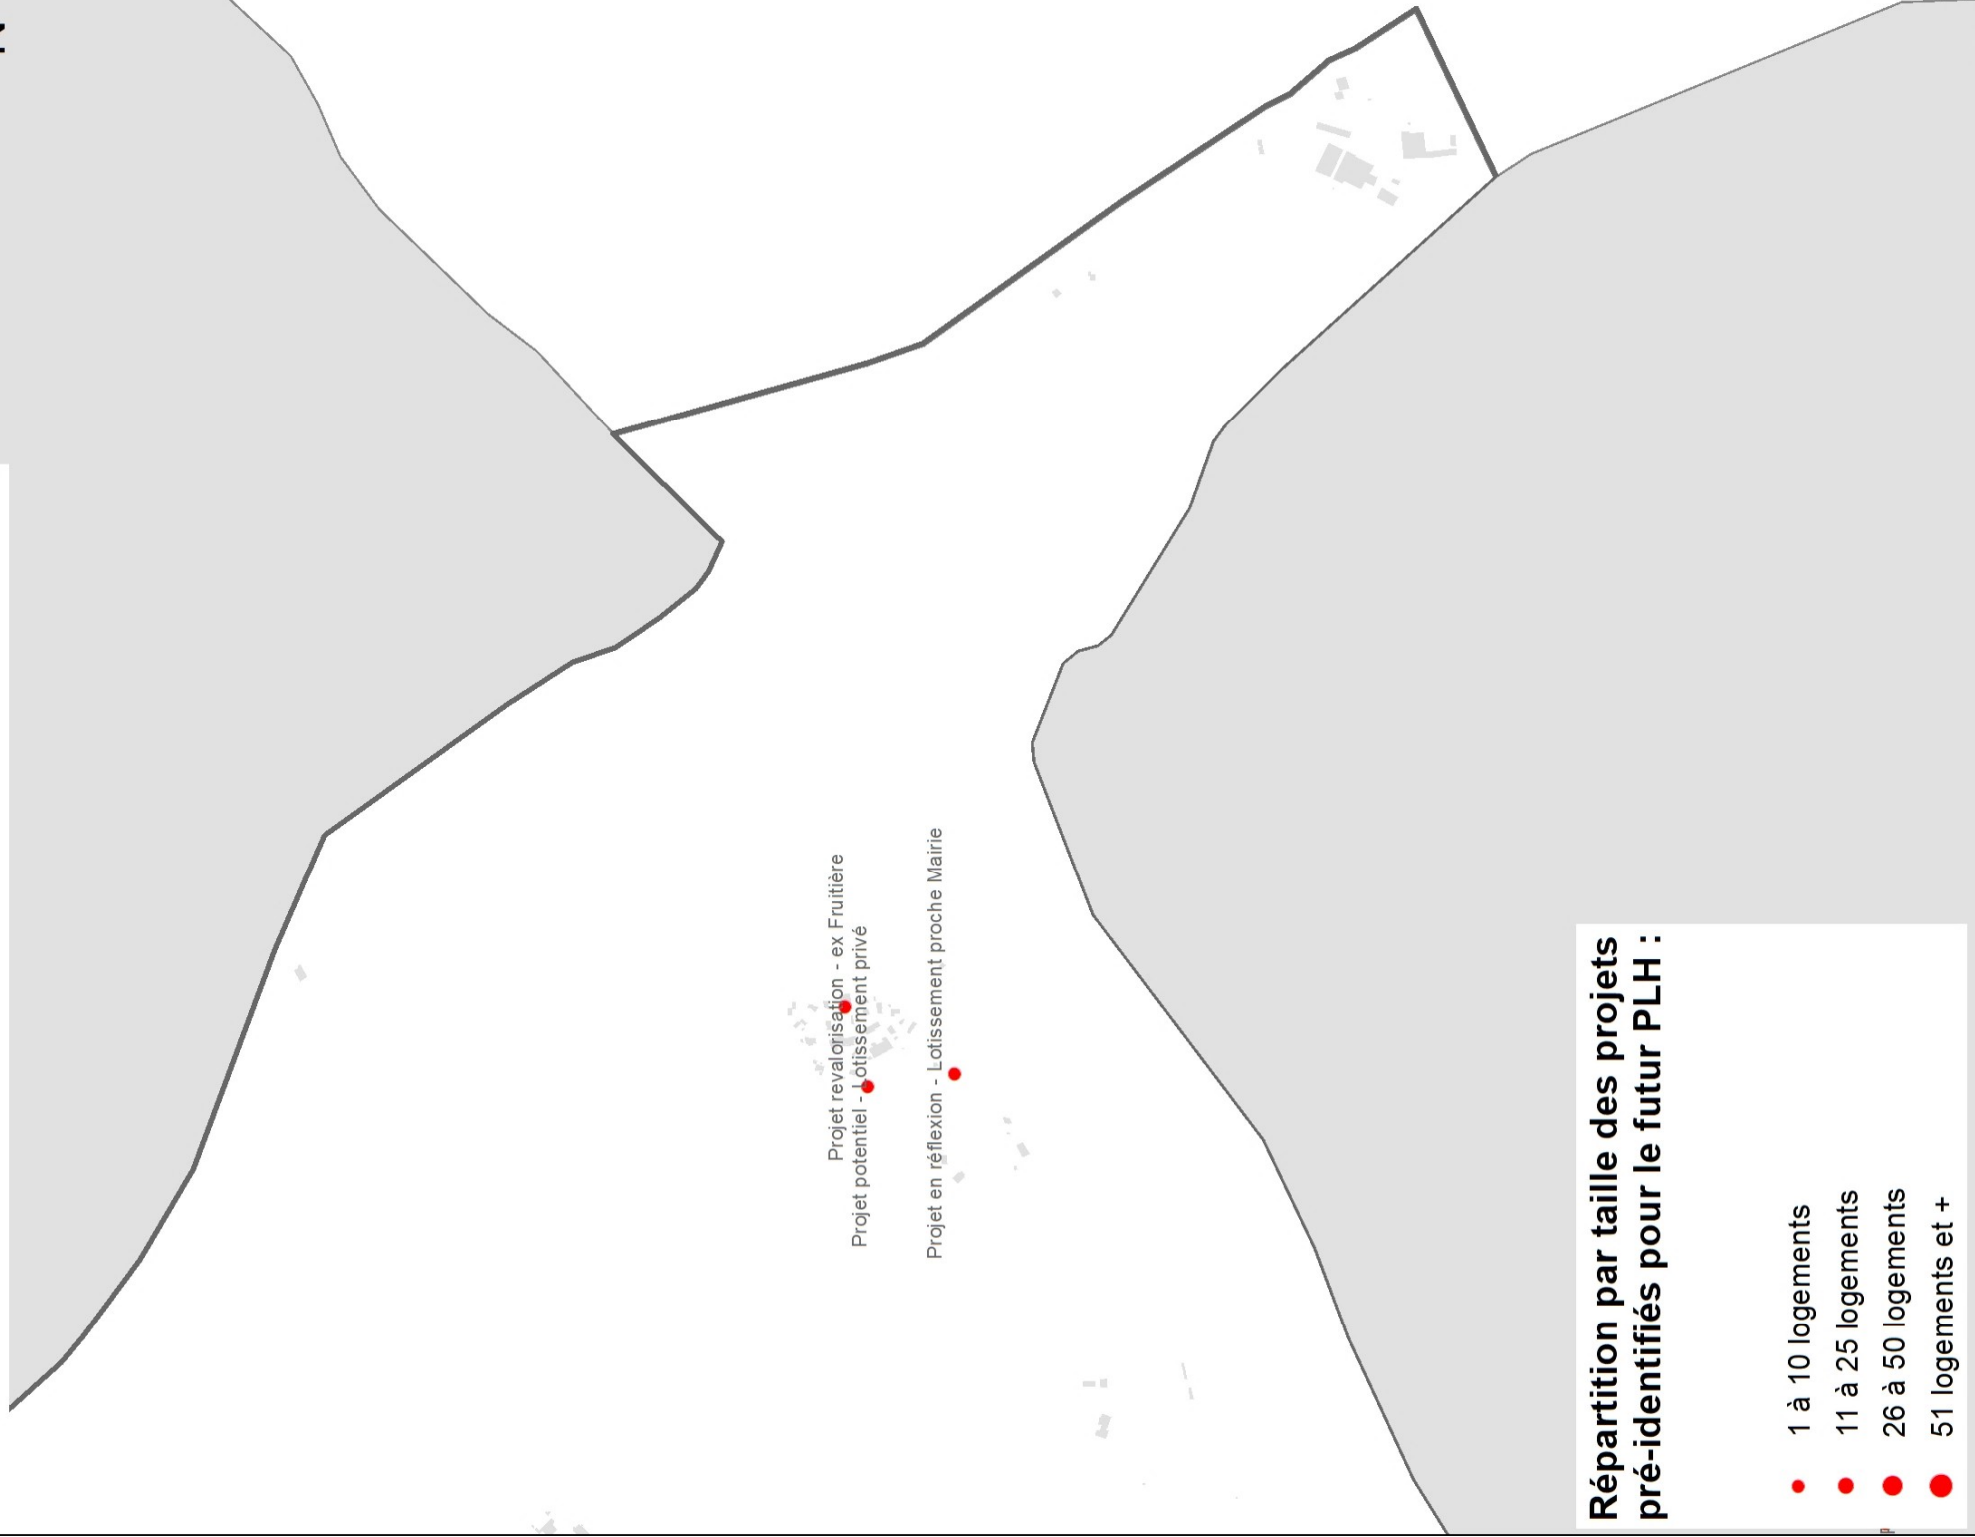 Projet revalorisation - ex Fruitière
Projet potentiel - Lotissement privé
Projet en réflexion - Lotissement proche Mairie
Répartition par taille des projets
pré-identifiés pour le futur PLH :
1 à 10 logements
11 à 25 logements
26 à 50 logements
51 logements et +